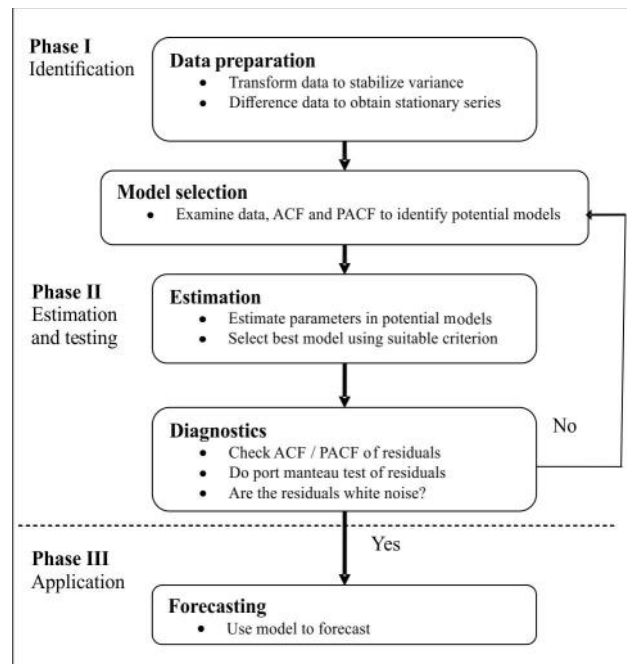 Phase I
Identification
Data preparation
● Transform data to stabilize variance
● Difference data to obtain stationary series
Model selection
● Examine data, ACF and PACF to identify potential models
Phase II
Estimation
and testing
Estimation
● Estimate parameters in potential models
● Select best model using suitable criterion
Diagnostics
● Check ACF / PACF of residuals
● Do port manteau test of residuals
● Are the residuals white noise?
No
Yes
Phase III
Application
Forecasting
● Use model to forecast